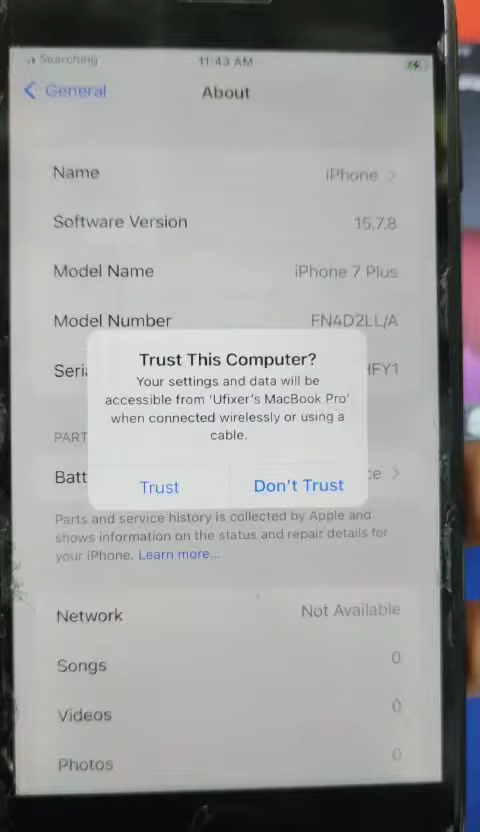 Searching 11:43 AM
General About
Name iPhone
Software Version 15.7.8
Model Name iPhone 7 Plus
Model Number FN4D2LL/A
Trust This Computer?
Your settings and data will be
accessible from 'Ufixer's MacBook Pro'
when connected wirelessly or using a
cable.
Trust Don't Trust
Parts and service history is collected by Apple and
shows information on the status and repair details for
your iPhone. Learn more...
Network Not Available
Songs 0
Videos 0
Photos 0